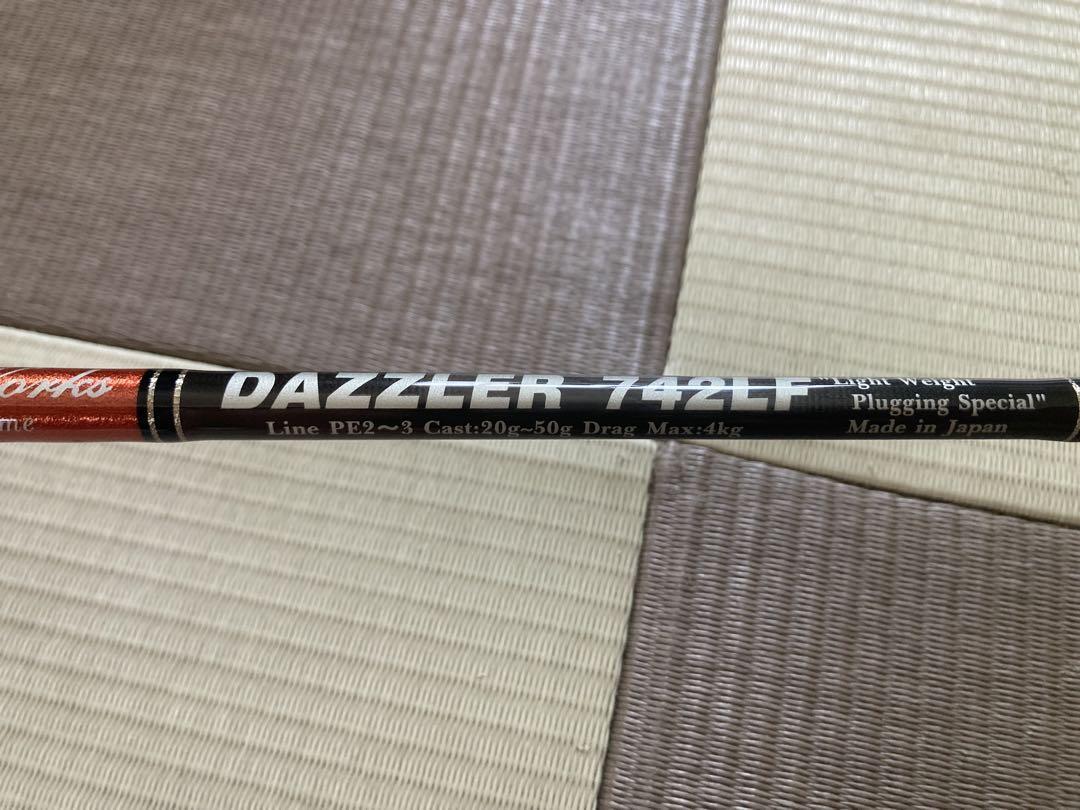 DAZZLER 742LF "Light Weight
Plugging Special"
Line PE2～3 Cast:20g~50g Drag Max:4kg
Made in Japan